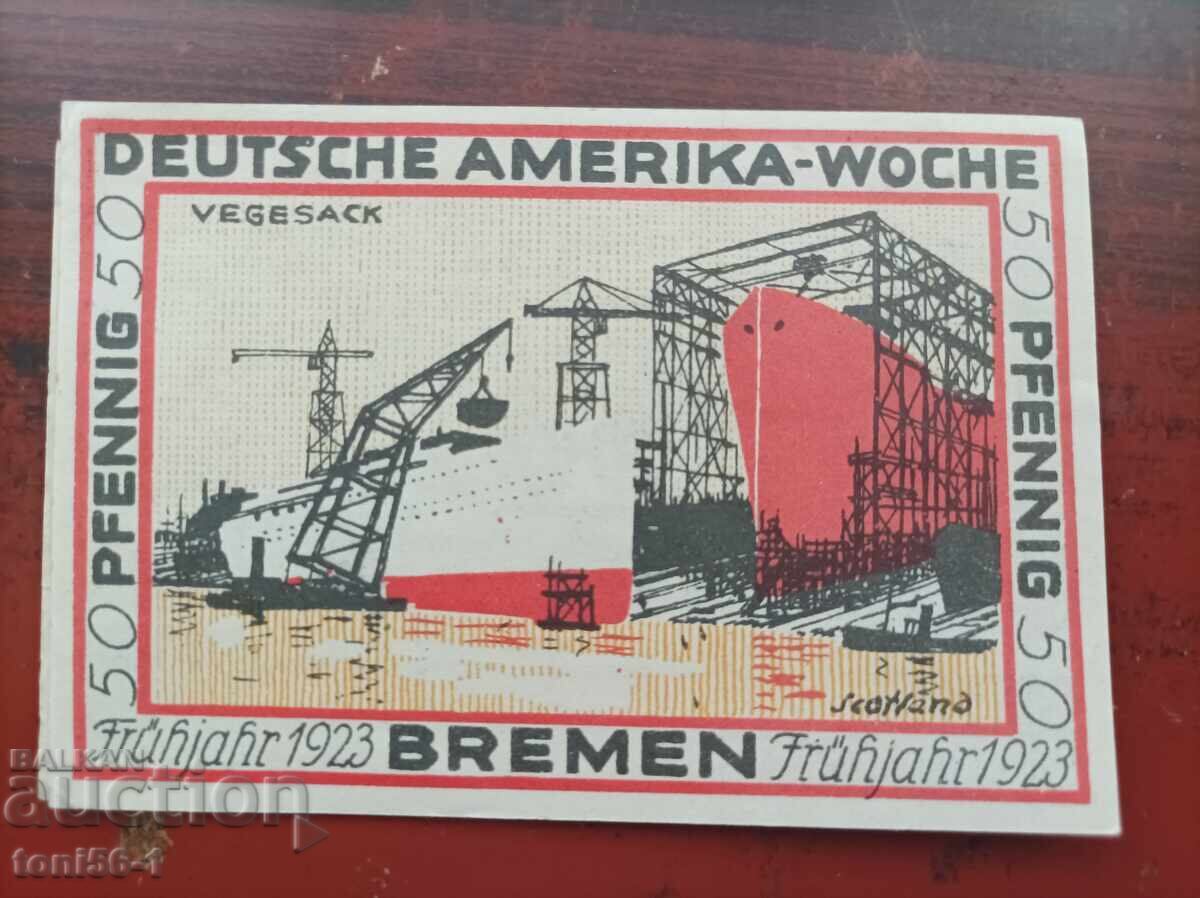 DEUTSCHE AMERIKA-WOCHE
50 PFENNIG 50
VEGESACK
50 PFENNIG 50
Scotland
Frühjahr 1923 BREMEN Frühjahr 1923
BALKAN
auction
toni56-1